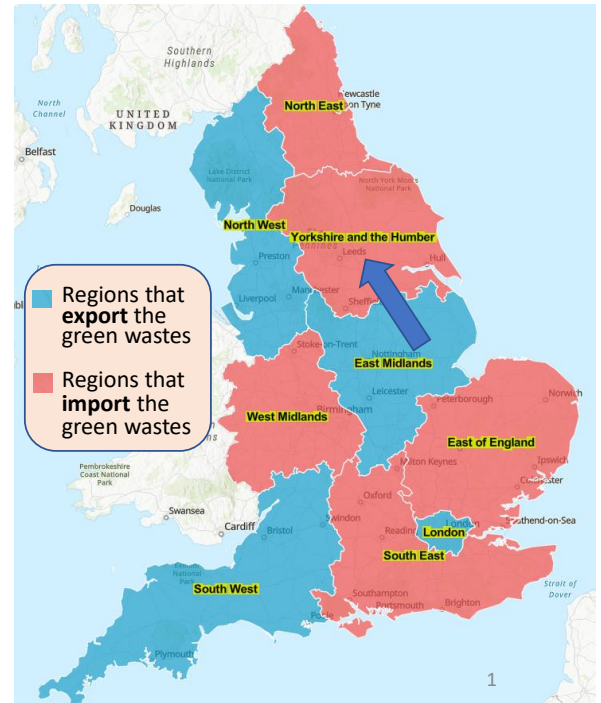 Southern
Highlands
North
Channel
UNITED
KINGDOM
Belfast
Newcastle
North East
on Tyne
Lake District
National Park
North York Moors
National Park
Douglas
North West
Yorkshire and the Humber
Preston
Leeds
Hull
Liverpool
Manchester
Regions that
export the
green wastes
Regions that
import the
green wastes
Stoke-on-Trent
Nottingham
East Midlands
Leicester
Peterborough
Norwich
West Midlands
Birmingham
East of England
Milton Keynes
Ipswich
Colchester
Pembrokeshire
Coast National
Park
Oxford
Swansea
Cardiff
Swindon
London
Southend-on-Sea
Bristol
Reading
London
South East
National
Park
South West
Southampton
Portsmouth
Brighton
Strait of
Dover
Poole
Plymouth
1